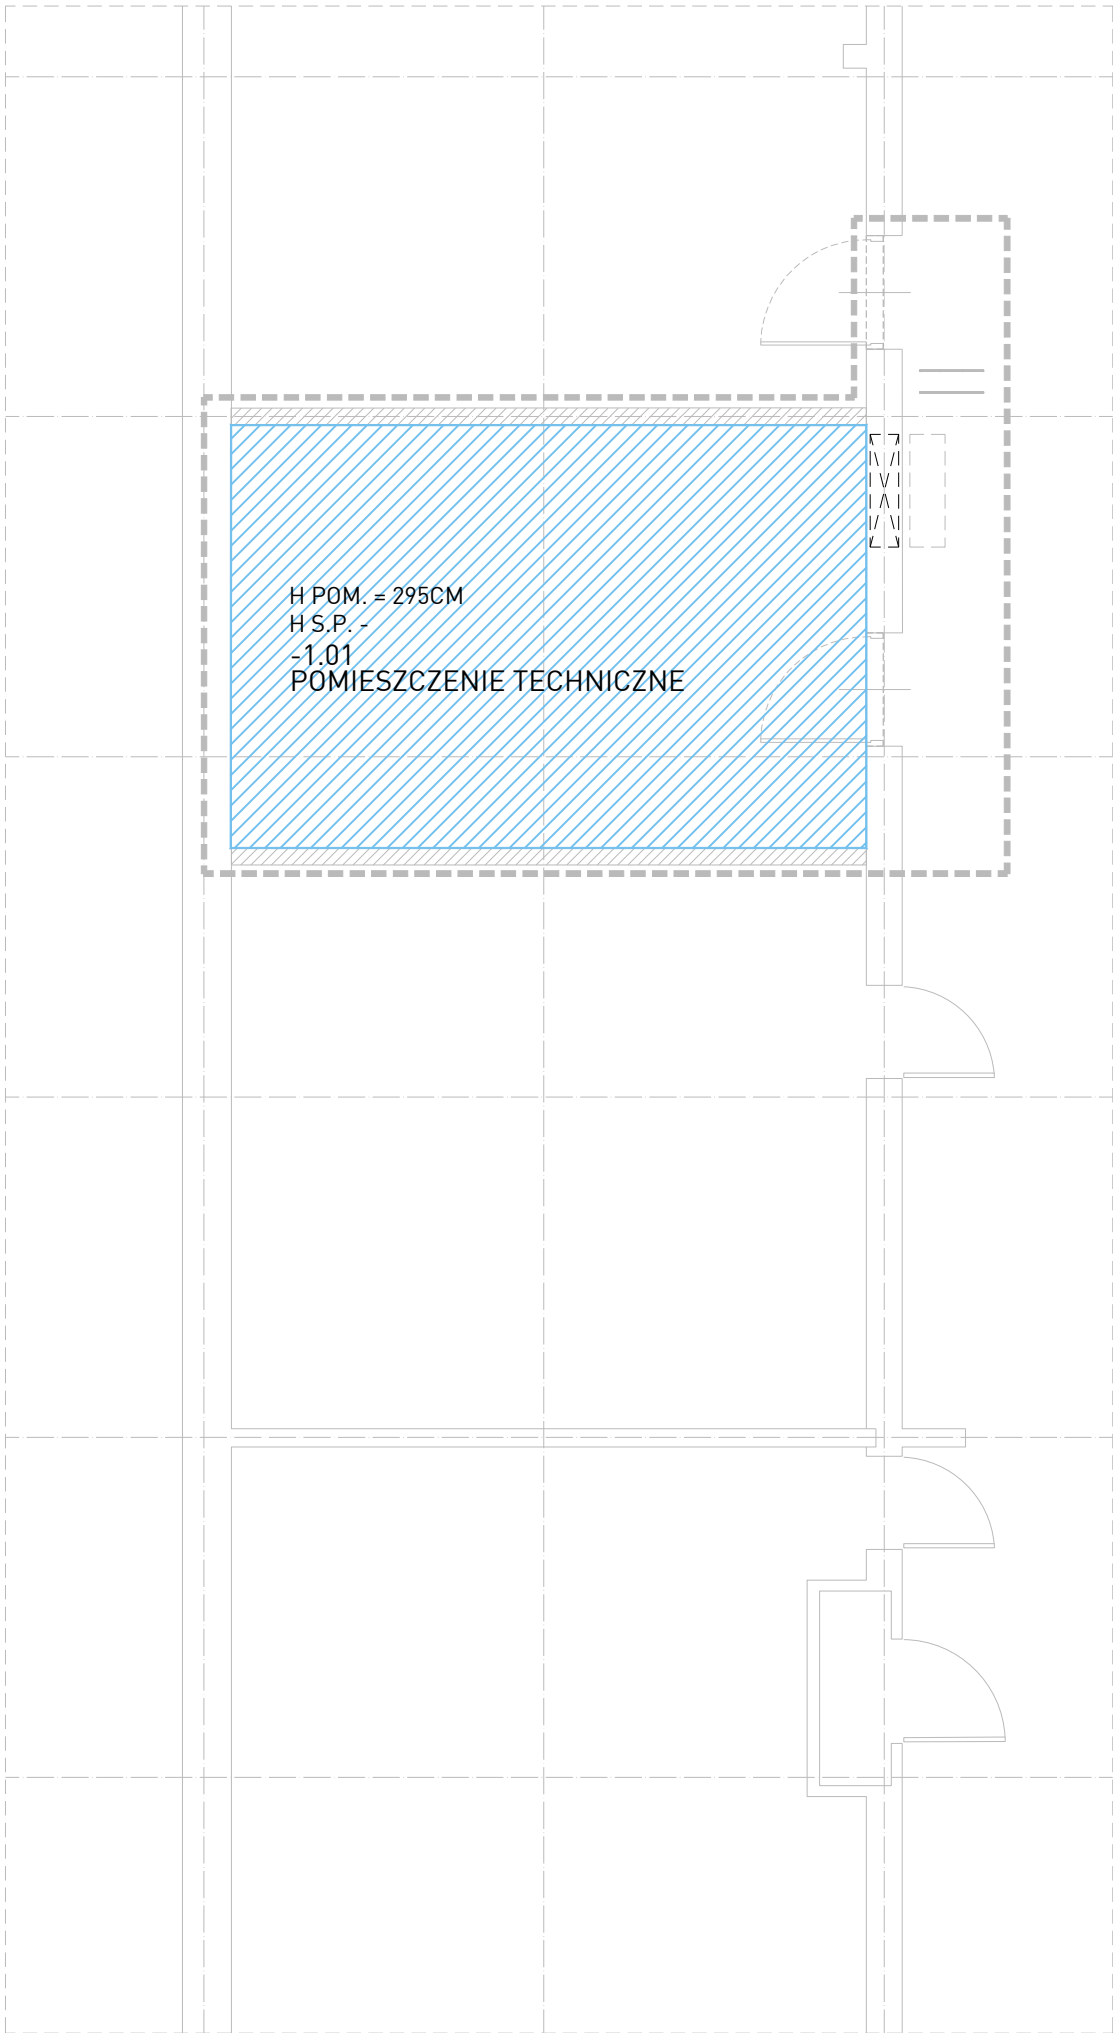 H POM. = 295CM
H S.P. -
-1.01
POMIESZCZENIE TECHNICZNE